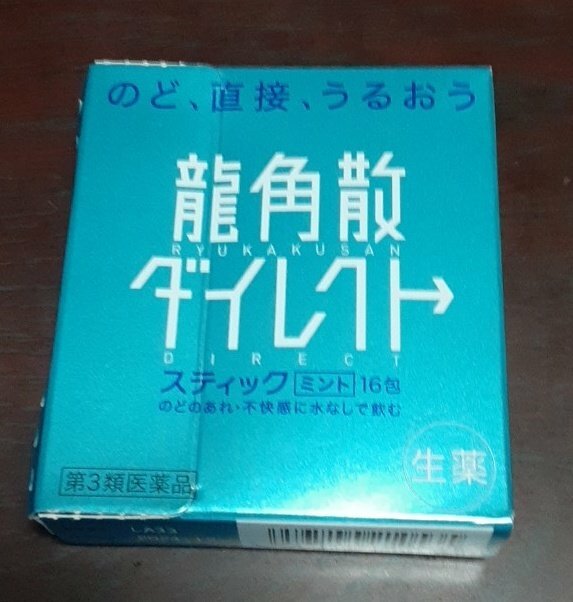 のど、直接、うるおう
龍角散
RYUKAKUSAN
ダイレクト
DIRECT
スティック ミント 16包
のどのあれ・不快感に水なしで飲む
生薬
第3類医薬品